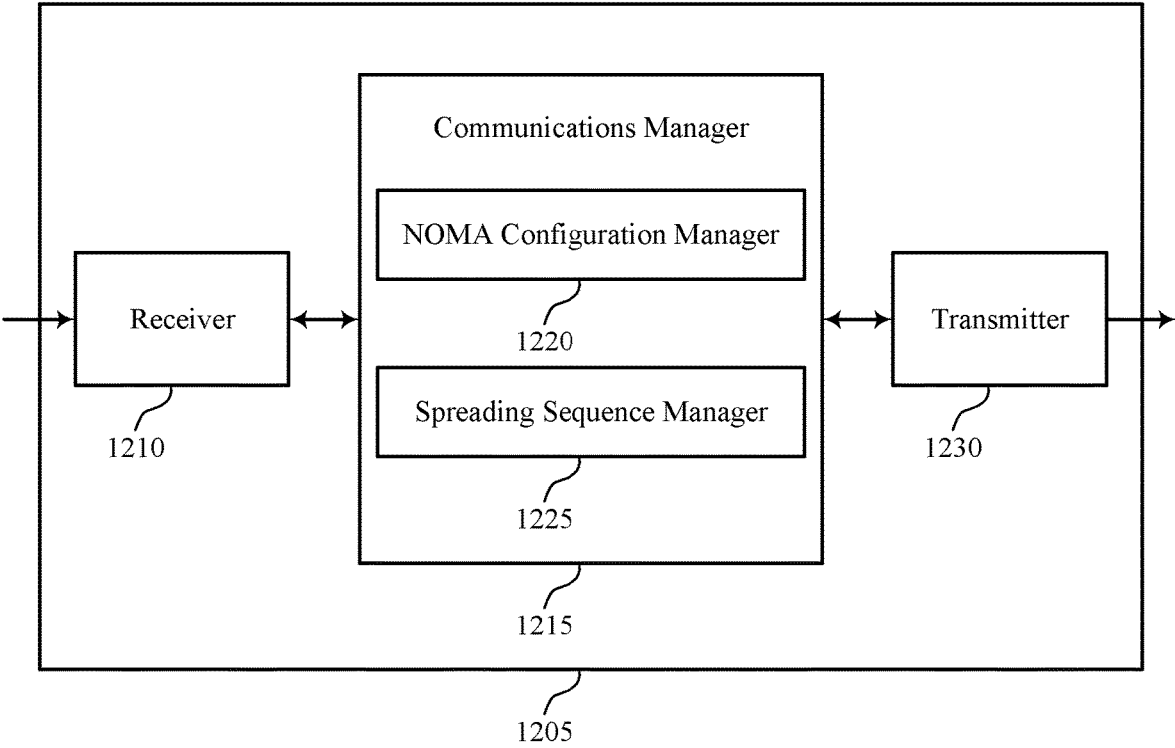 Communications Manager
NOMA Configuration Manager
Receiver
Transmitter
1220
Spreading Sequence Manager
1210
1230
1225
1215
1205